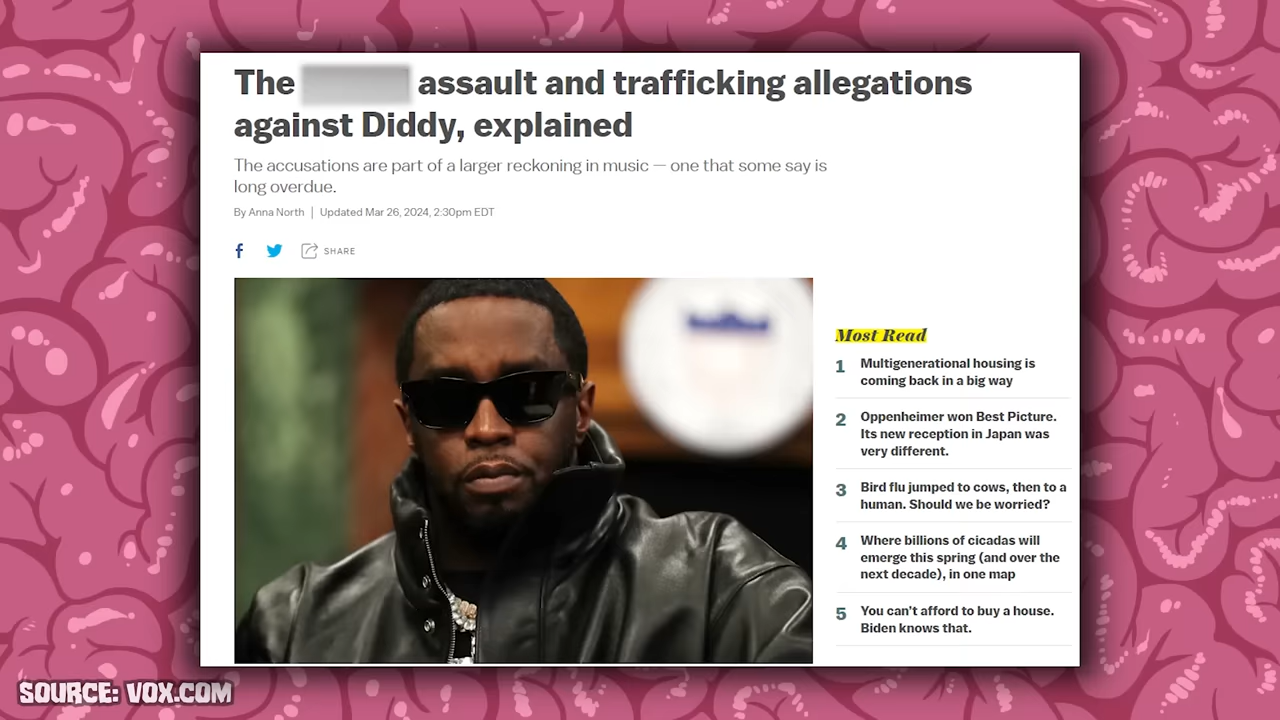 The assault and trafficking allegations
against Diddy, explained
The accusations are part of a larger reckoning in music — one that some say is
long overdue.
By Anna North | Updated Mar 26, 2024, 2:30pm EDT
SHARE
Most Read
1 Multigenerational housing is
coming back in a big way
2 Oppenheimer won Best Picture.
Its new reception in Japan was
very different.
3 Bird flu jumped to cows, then to a
human. Should we be worried?
4 Where billions of cicadas will
emerge this spring (and over the
next decade), in one map
5 You can't afford to buy a house.
Biden knows that.
SOURCE: VOX.COM